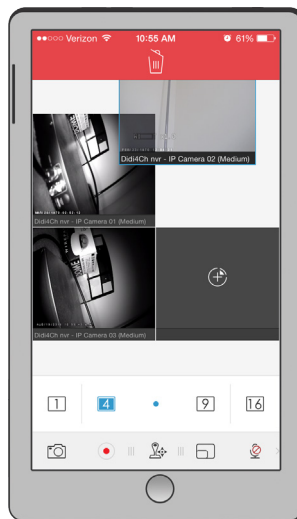 Verizon 10:55 AM 61%
Didi4Ch nvr - IP Camera 02 (Medium)
Didi4Ch nvr - IP Camera 01 (Medium)
Didi4Ch nvr - IP Camera 03 (Medium)
1 4 9 16